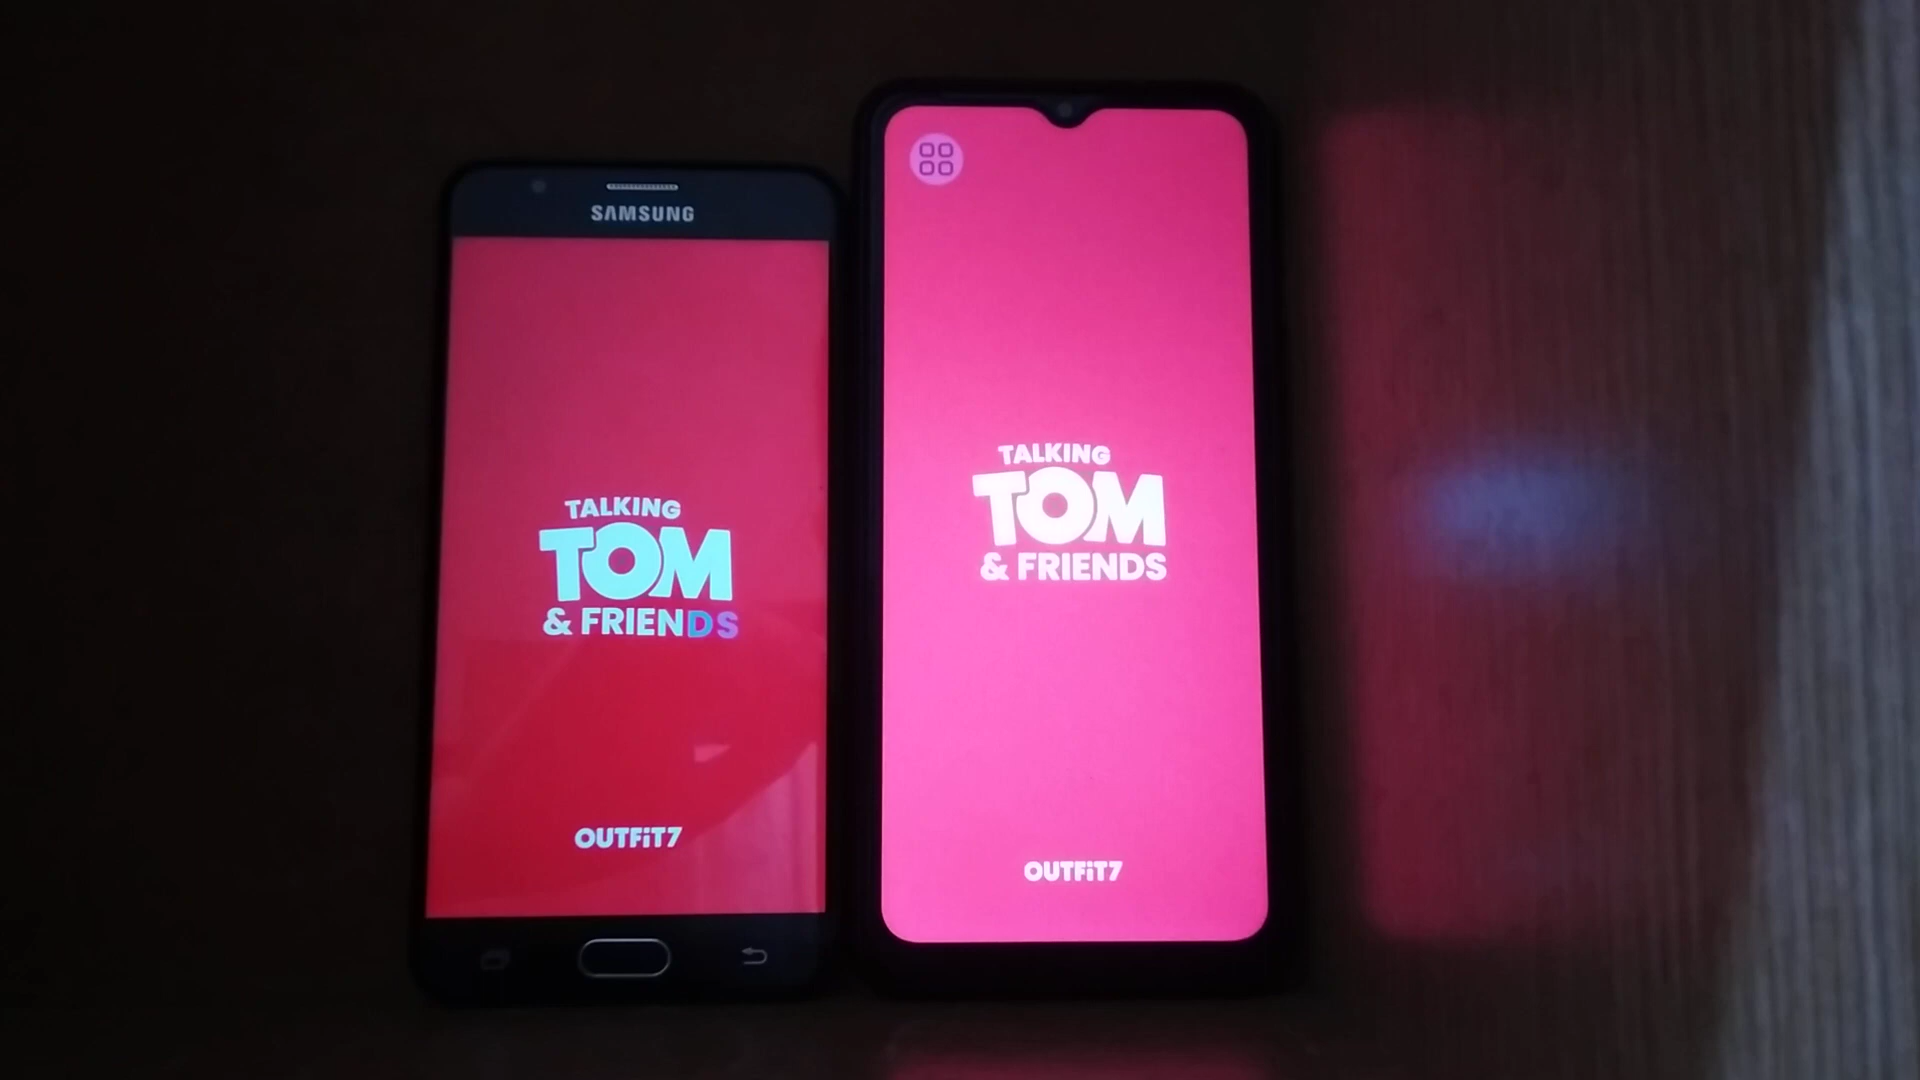 SAMSUNG
TALKING
TOM
& FRIENDS
OUTFiT7
TALKING
TOM
& FRIENDS
OUTFiT7